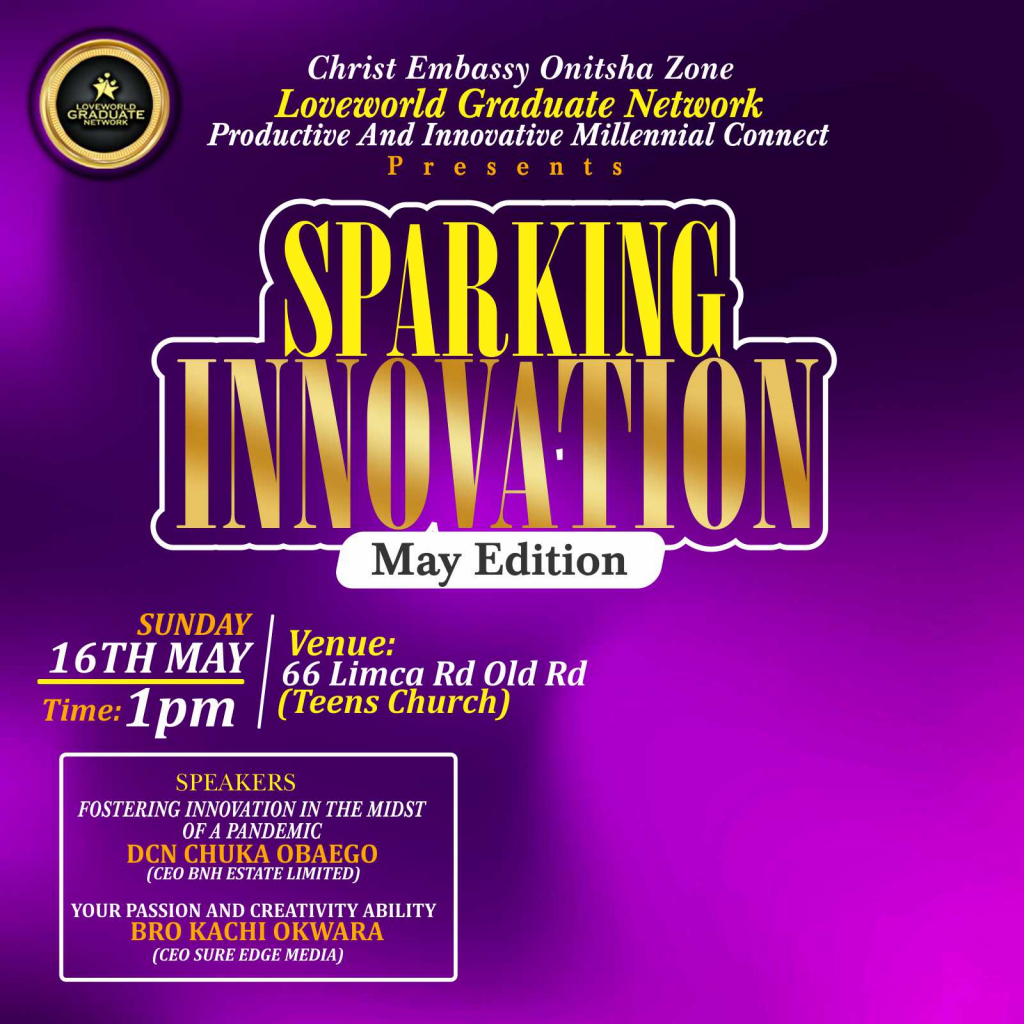 LOVEWORLD
GRADUATE
NETWORK
Christ Embassy Onitsha Zone
Loveworld Graduate Network
Productive And Innovative Millennial Connect
Presents
SPARKING
INNOVATION
May Edition
SUNDAY
16TH MAY
Time: 1pm
Venue:
66 Limca Rd Old Rd
(Teens Church)
SPEAKERS
FOSTERING INNOVATION IN THE MIDST
OF A PANDEMIC
DCN CHUKA OBAEGO
(CEO BNH ESTATE LIMITED)
YOUR PASSION AND CREATIVITY ABILITY
BRO KACHI OKWARA
(CEO SURE EDGE MEDIA)